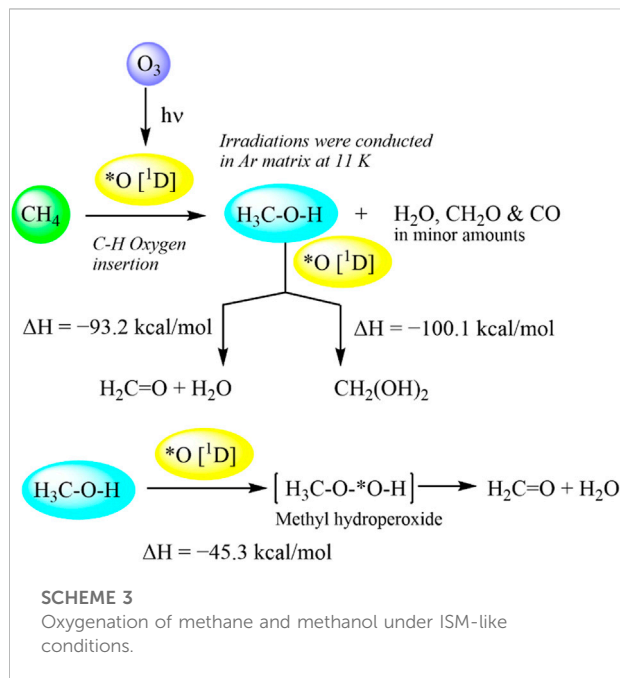 O₃
hν
*O [¹D]
Irradiations were conducted
in Ar matrix at 11 K
CH₄
H₃C-O-H + H₂O, CH₂O & CO
in minor amounts
C-H Oxygen
insertion
*O [¹D]
ΔH = −93.2 kcal/mol
ΔH = −100.1 kcal/mol
H₂C=O + H₂O
CH₂(OH)₂
*O [¹D]
H₃C-O-H
[H₃C-O-*O-H]
H₂C=O + H₂O
Methyl hydroperoxide
ΔH = −45.3 kcal/mol
SCHEME 3
Oxygenation of methane and methanol under ISM-like
conditions.